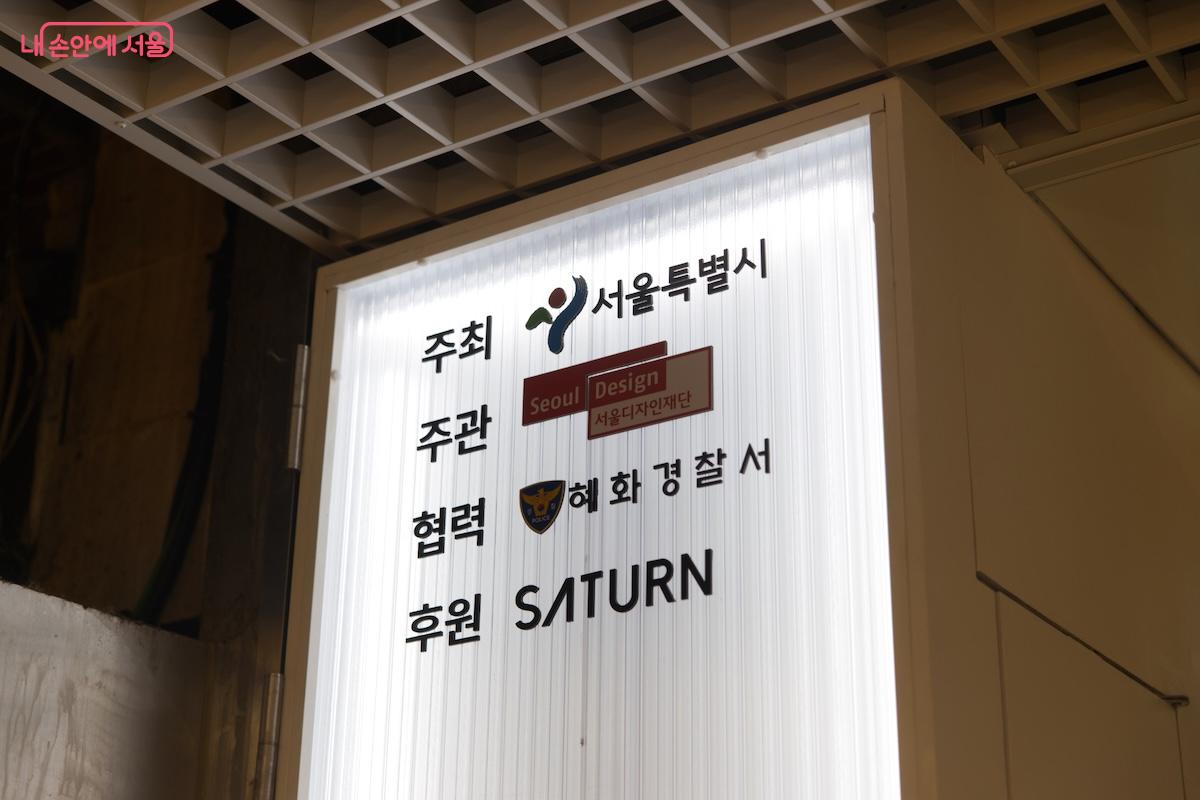 내 손안에 서울
주최 서울특별시
주관 Seoul Design 서울디자인재단
협력 POLICE 혜화경찰서
후원 SATURN